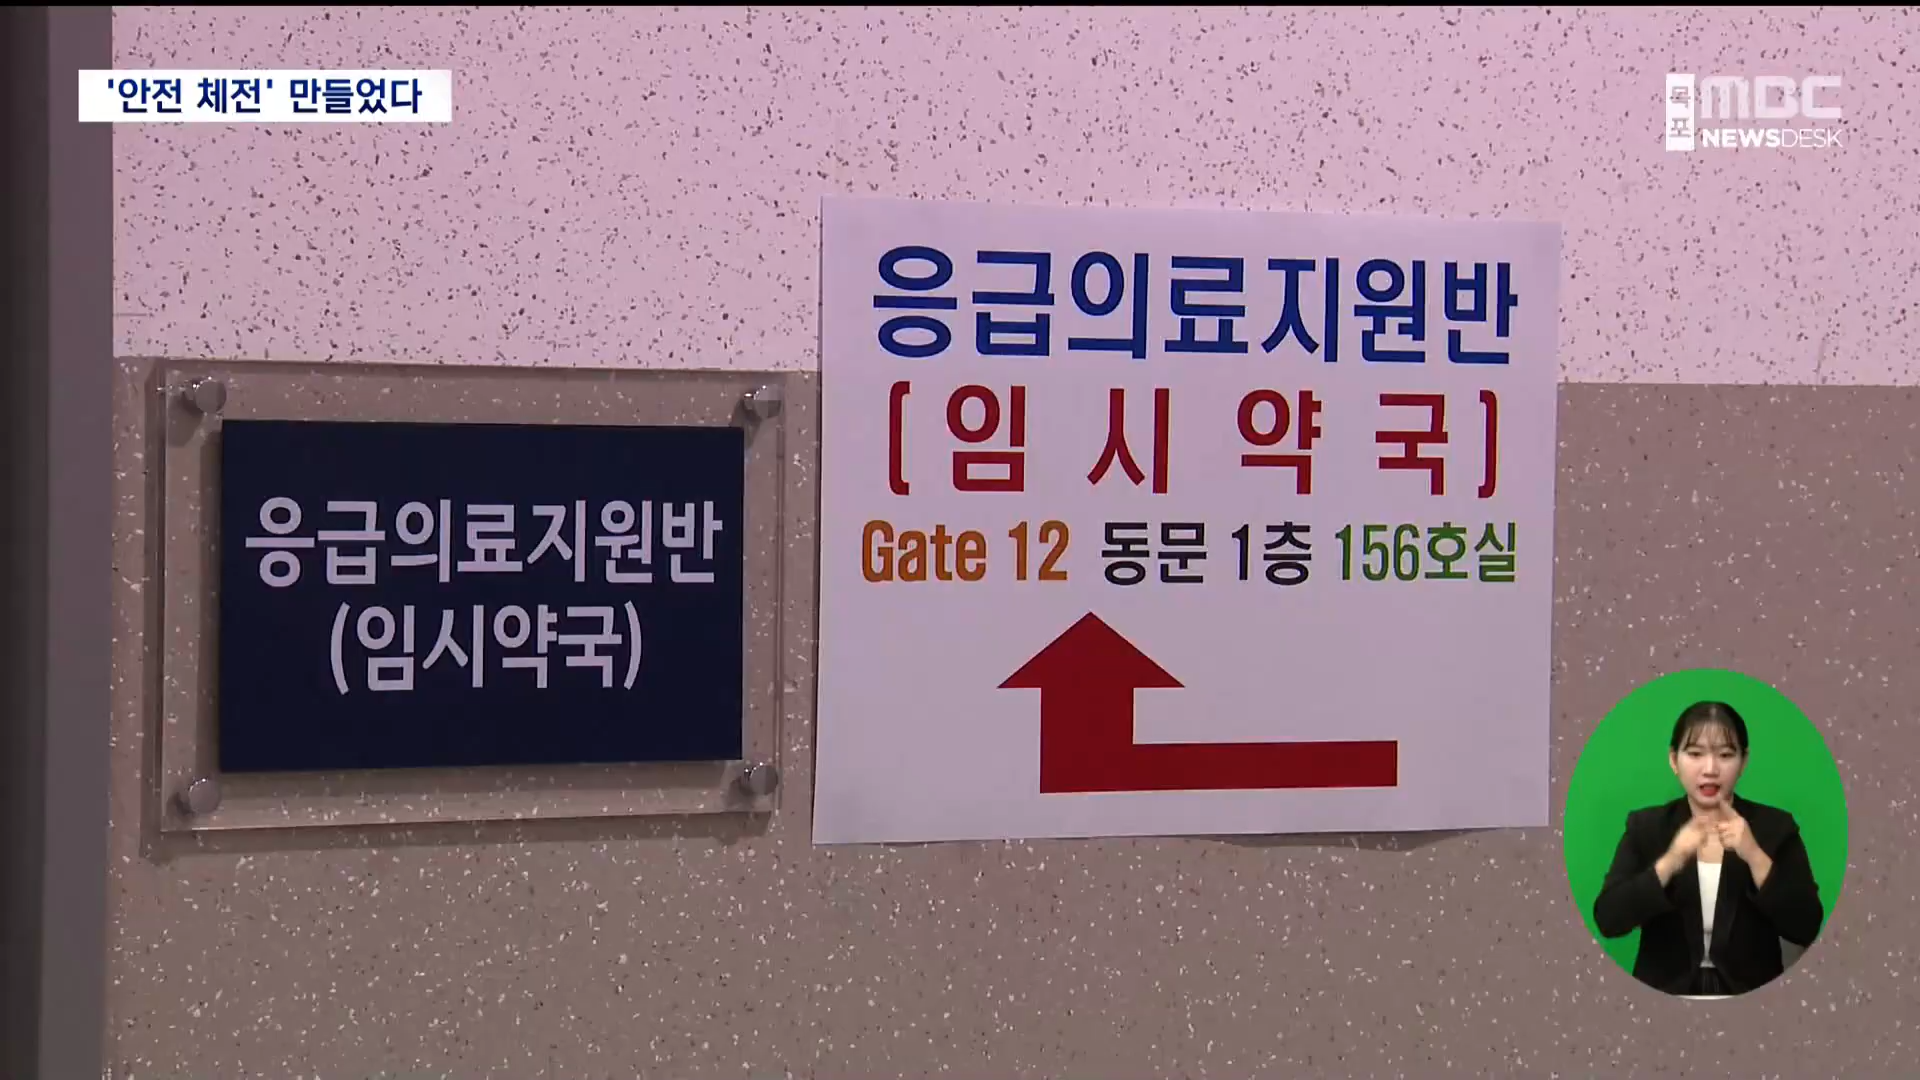 '안전 체전' 만들었다
목포 MBC
NEWSDESK
응급의료지원반
(임시약국)
응급의료지원반
(임 시 약 국)
Gate 12 동문 1층 156호실